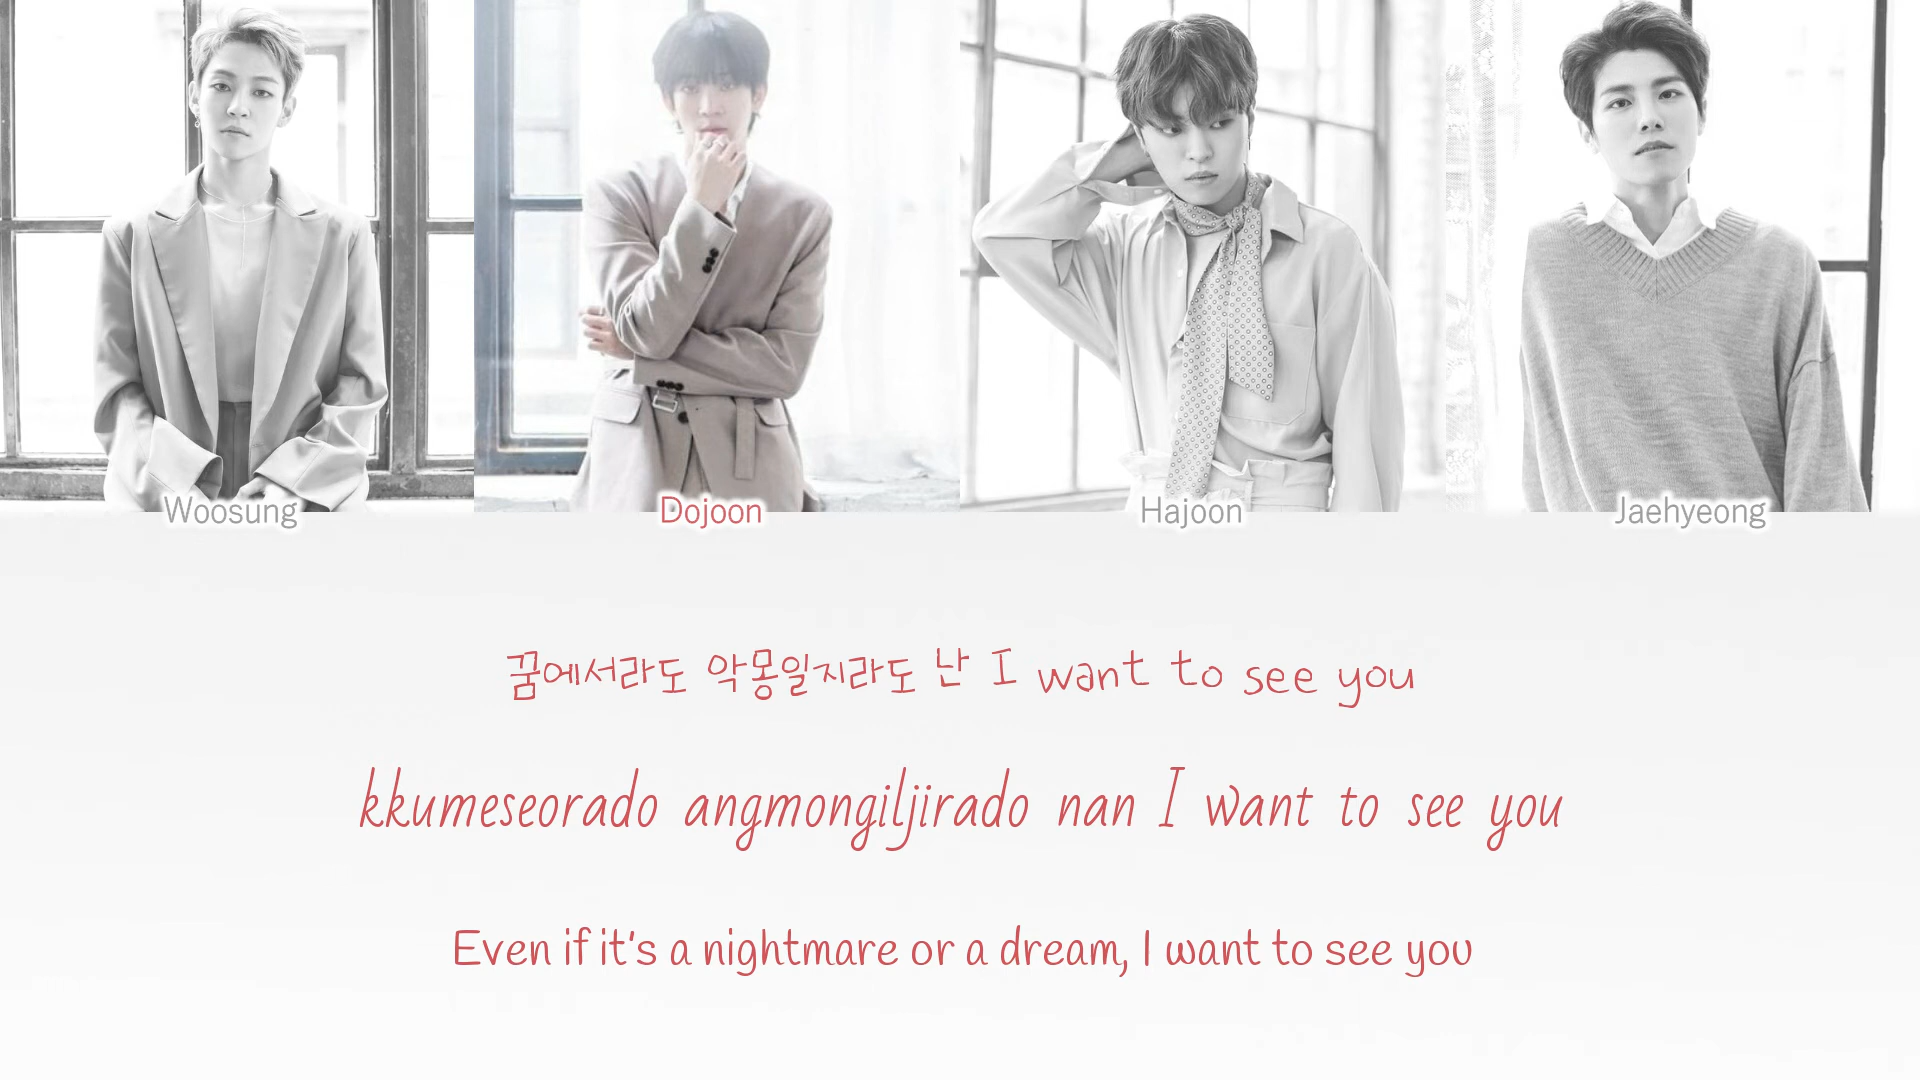 Woosung
Dojoon
Hajoon
Jaehyeong
꿈에서라도 악몽일지라도 난 I want to see you
kkumeseorado angmongiljirado nan I want to see you
Even if it's a nightmare or a dream, I want to see you